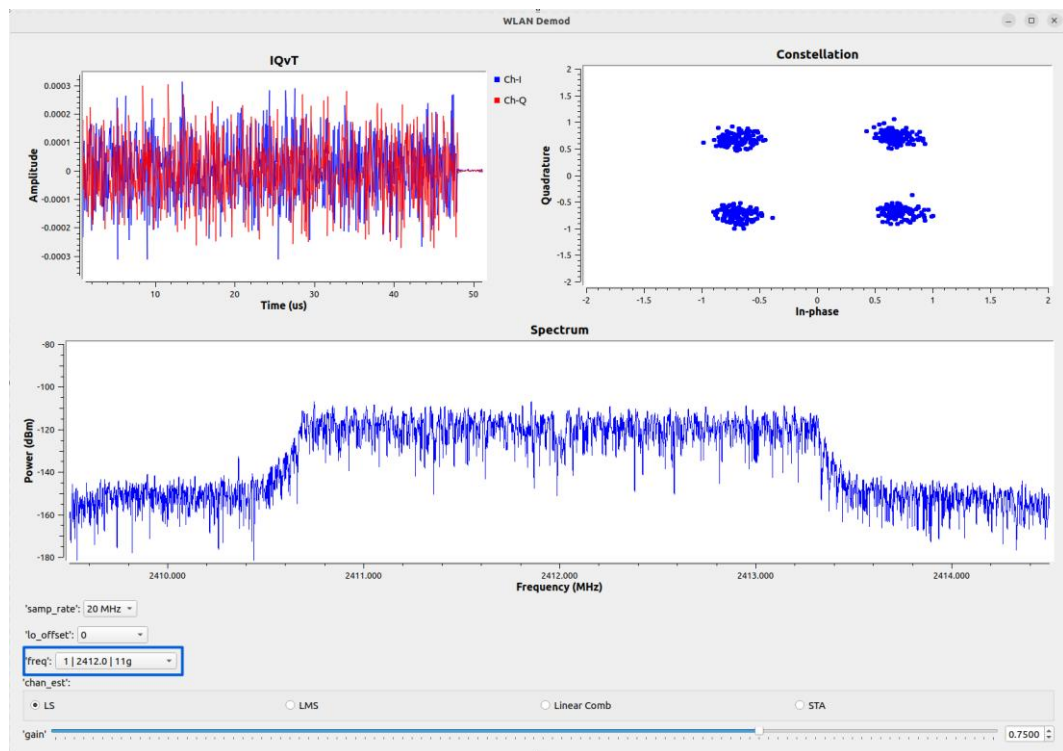 WLAN Demod
IQvT
Ch-I
Ch-Q
Amplitude
0.0003
0.0002
0.0001
0
-0.0001
-0.0002
-0.0003
10 20 30 40 50
Time (us)
Constellation
Quadrature
2
1.5
1
0.5
0
-0.5
-1
-1.5
-2
-2 -1.5 -1 -0.5 0 0.5 1 1.5 2
In-phase
Spectrum
Power (dBm)
-80
-100
-120
-140
-160
-180
2410.000 2411.000 2412.000 2413.000 2414.000
Frequency (MHz)
'samp_rate': 20 MHz
'lo_offset': 0
'freq': 1 | 2412.0 | 11g
'chan_est':
LS LMS Linear Comb STA
'gain' 0.7500